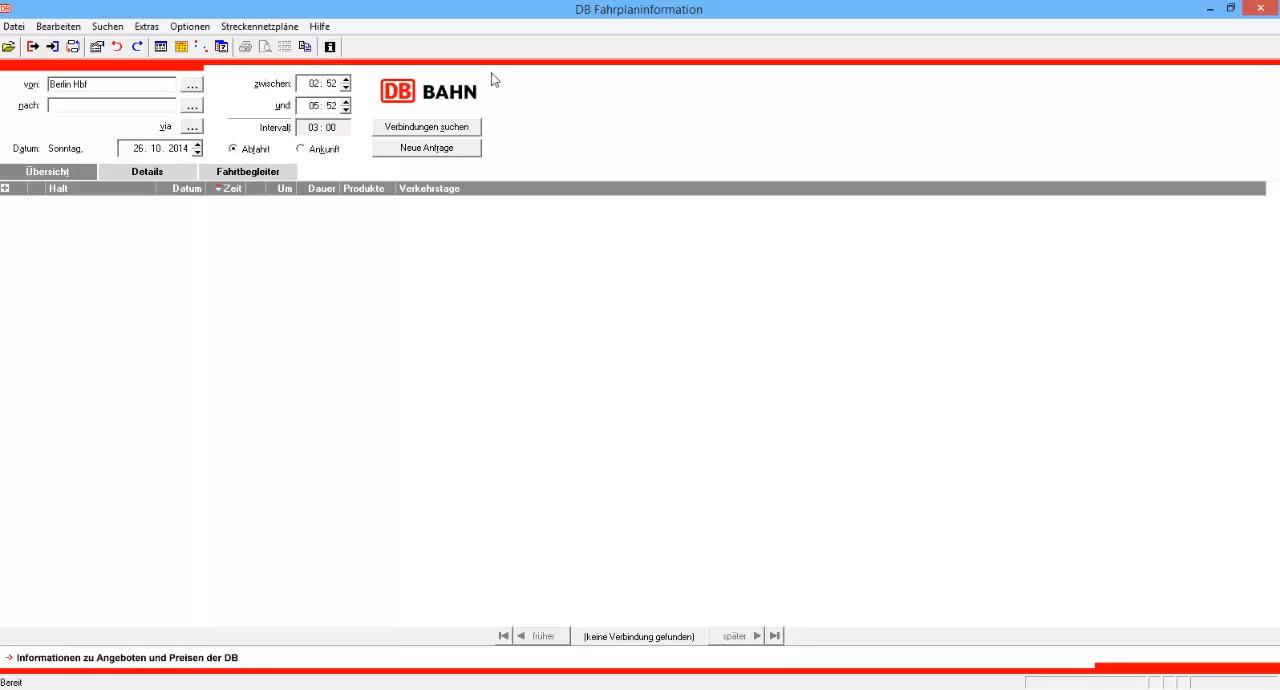 DB Fahrplaninformation
Datei Bearbeiten Suchen Extras Optionen Streckennetzpläne Hilfe
von: Berlin Hbf ... zwischen: 02 : 52
nach: ... und: 05 : 52
DB BAHN
via ... Intervall: 03 : 00 Verbindungen suchen
Datum: Sonntag, 26. 10. 2014 Abfahrt Ankunft Neue Anfrage
Übersicht Details Fahrtbegleiter
Halt Datum Zeit Um Dauer Produkte Verkehrstage
früher (keine Verbindung gefunden) später
Informationen zu Angeboten und Preisen der DB
Bereit